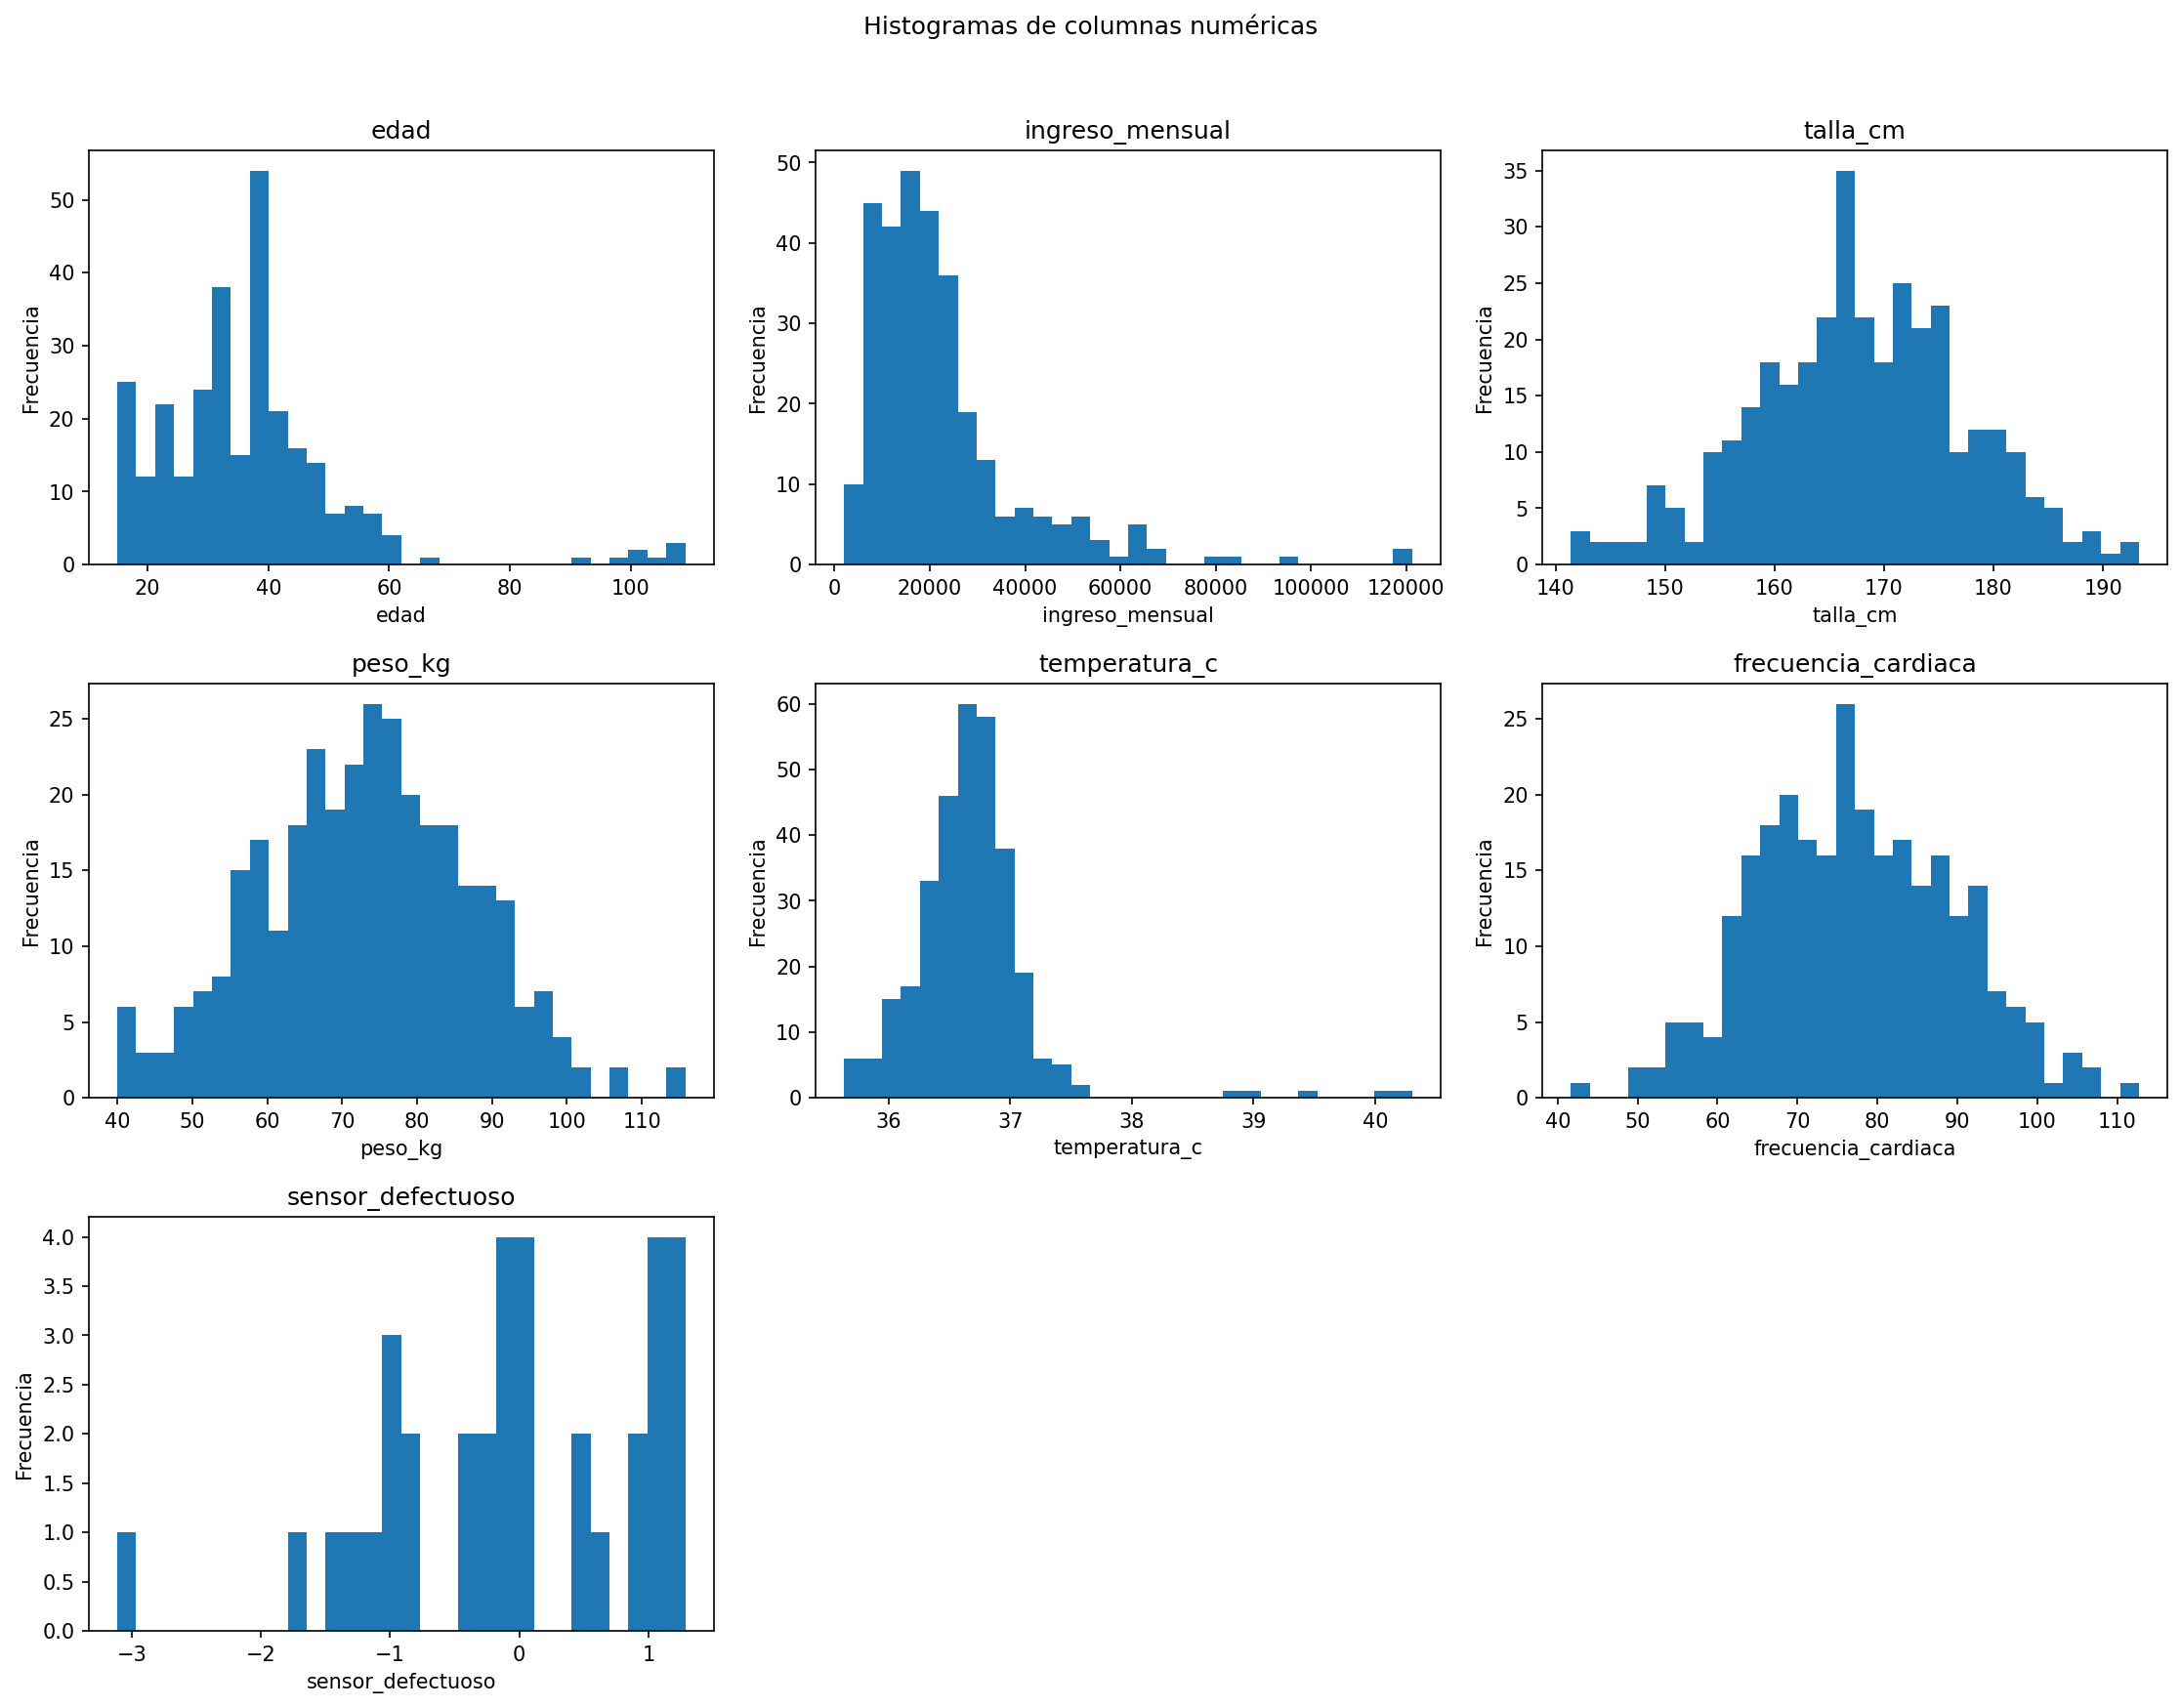 Histogramas de columnas numéricas
edad
50
40
30
20
10
0
Frecuencia
20 40 60 80 100
edad
ingreso_mensual
50
40
30
20
10
0
Frecuencia
0 20000 40000 60000 80000 100000 120000
ingreso_mensual
talla_cm
35
30
25
20
15
10
5
0
Frecuencia
140 150 160 170 180 190
talla_cm
peso_kg
25
20
15
10
5
0
Frecuencia
40 50 60 70 80 90 100 110
peso_kg
temperatura_c
60
50
40
30
20
10
0
Frecuencia
36 37 38 39 40
temperatura_c
frecuencia_cardiaca
25
20
15
10
5
0
Frecuencia
40 50 60 70 80 90 100 110
frecuencia_cardiaca
sensor_defectuoso
4.0
3.5
3.0
2.5
2.0
1.5
1.0
0.5
0.0
Frecuencia
−3 −2 −1 0 1
sensor_defectuoso